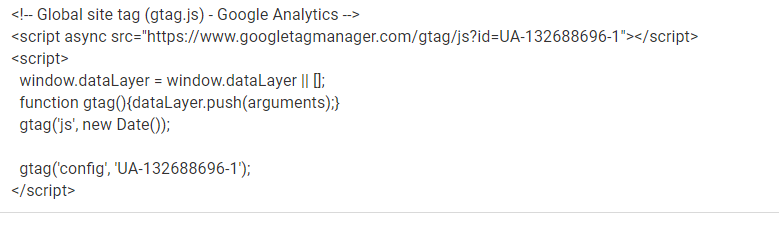 <!-- Global site tag (gtag.js) - Google Analytics -->
<script async src="https://www.googletagmanager.com/gtag/js?id=UA-132688696-1"></script>
<script>
  window.dataLayer = window.dataLayer || [];
  function gtag(){dataLayer.push(arguments);}
  gtag('js', new Date());

  gtag('config', 'UA-132688696-1');
</script>